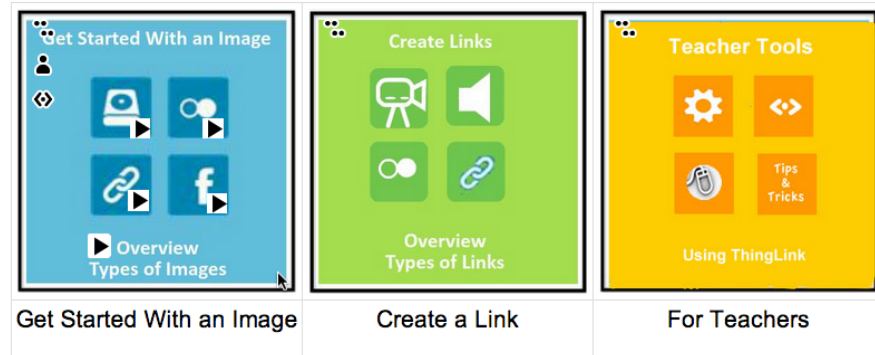 Get Started With an Image
Overview
Types of Images
Get Started With an Image
Create Links
Overview
Types of Links
Create a Link
Teacher Tools
Tips
&
Tricks
Using ThingLink
For Teachers